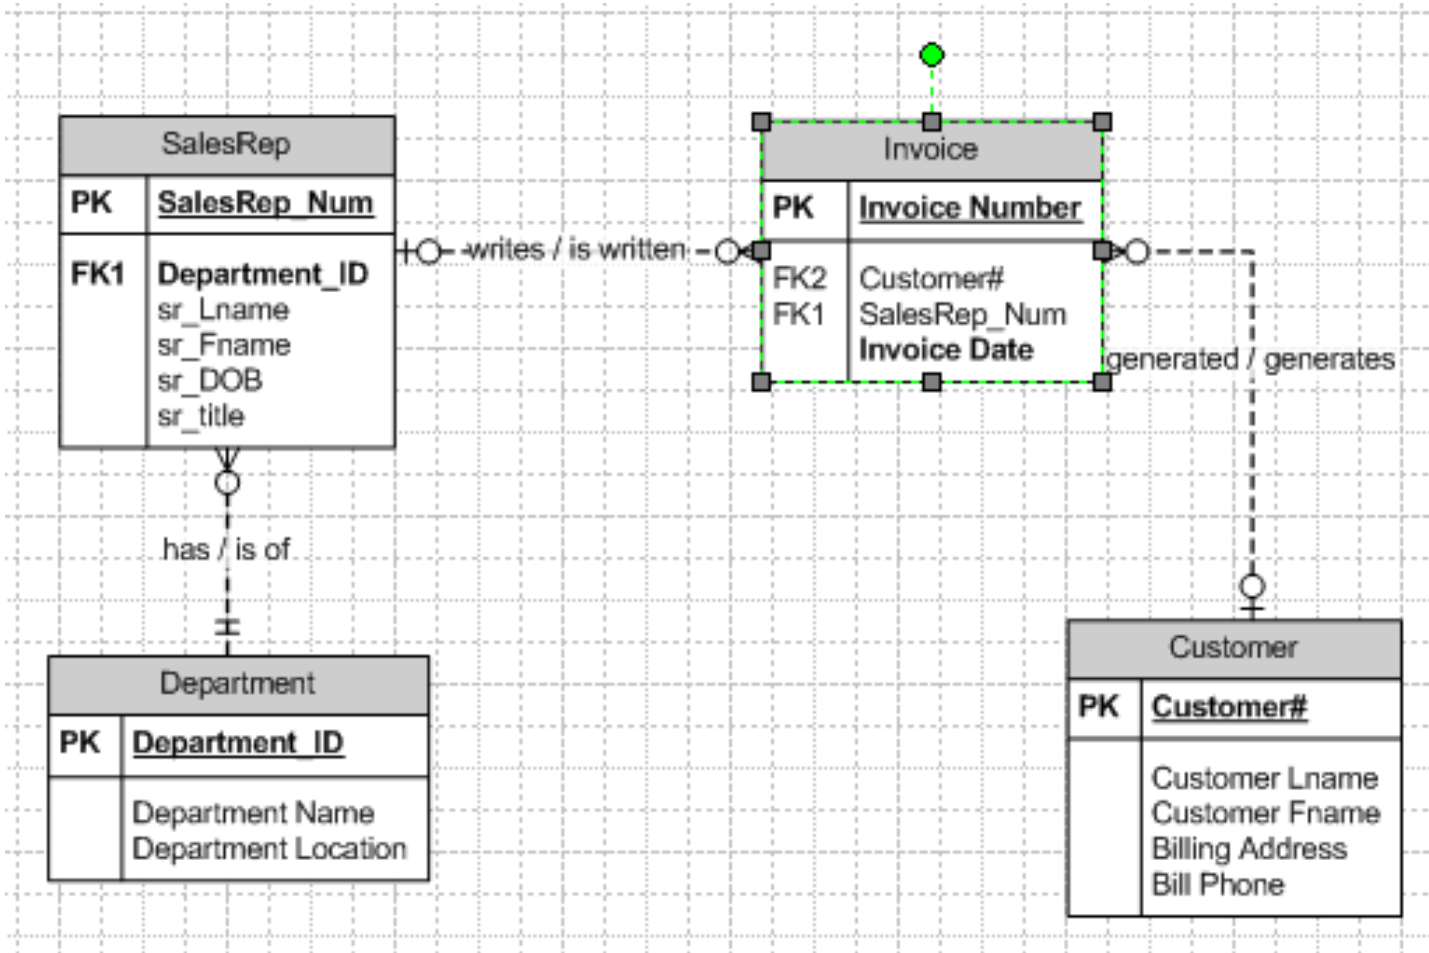 SalesRep
PK SalesRep_Num
FK1 Department_ID
sr_Lname
sr_Fname
sr_DOB
sr_title
writes / is written
Invoice
PK Invoice Number
FK2 Customer#
FK1 SalesRep_Num
Invoice Date
generated / generates
has / is of
Department
PK Department_ID
Department Name
Department Location
Customer
PK Customer#
Customer Lname
Customer Fname
Billing Address
Bill Phone